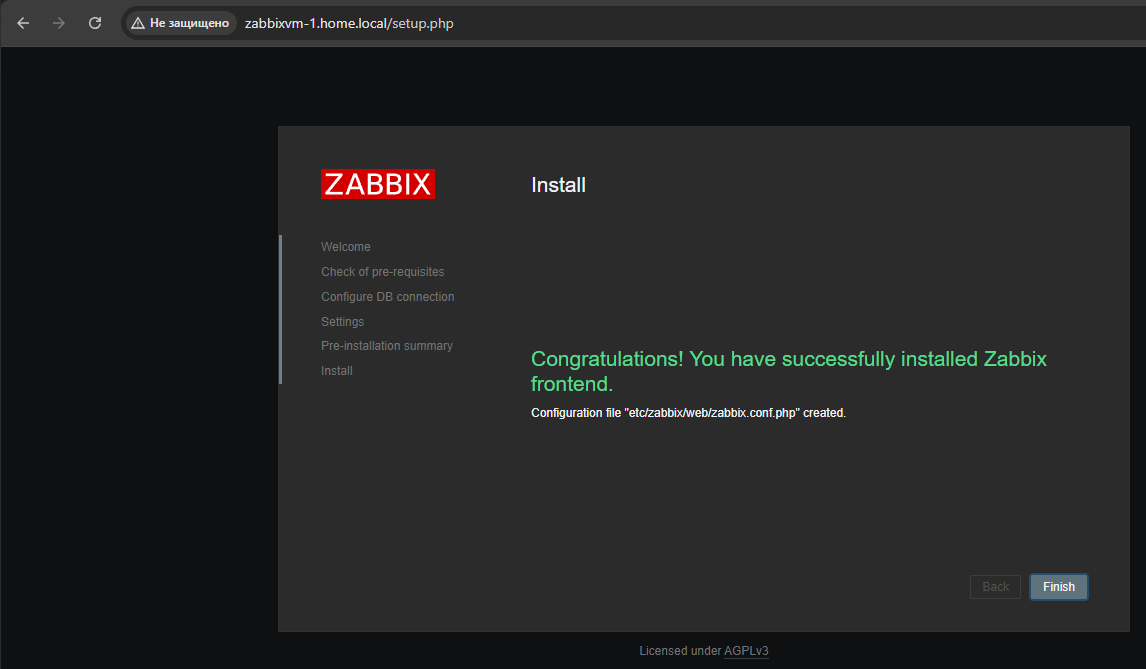 Не защищено
zabbixvm-1.home.local/setup.php
ZABBIX
Install
Welcome
Check of pre-requisites
Configure DB connection
Settings
Pre-installation summary
Install
Congratulations! You have successfully installed Zabbix
frontend.
Configuration file "etc/zabbix/web/zabbix.conf.php" created.
Back
Finish
Licensed under AGPLv3